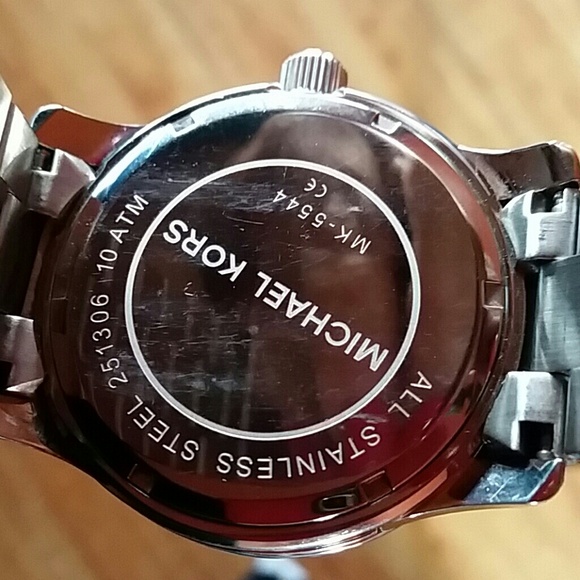 MICHAEL KORS
MK-5544
CE
ALL STAINLESS STEEL 251306 10 ATM